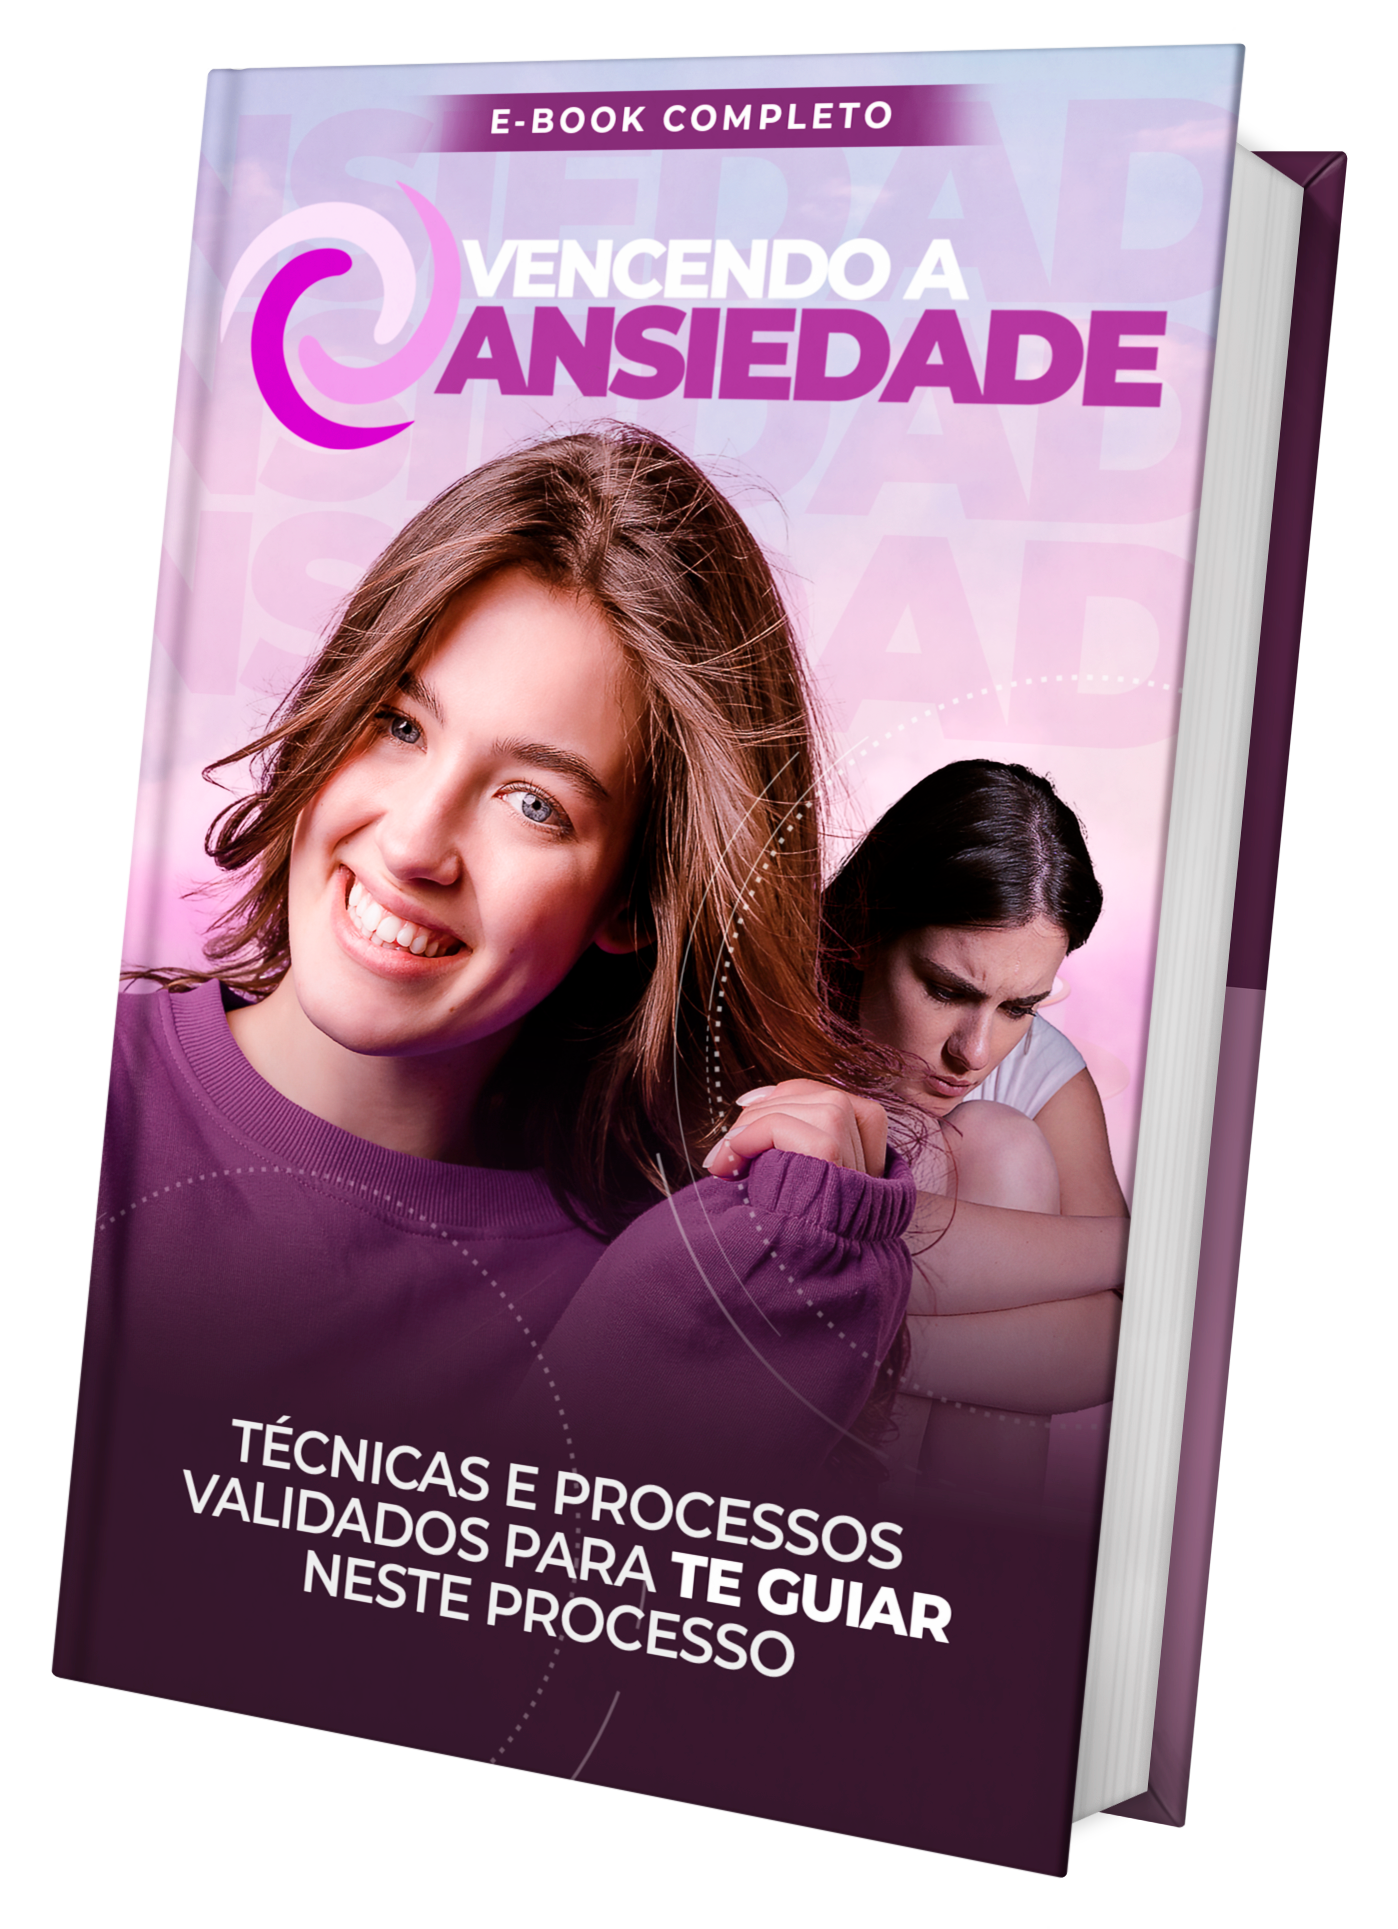 E-BOOK COMPLETO
VENCENDO A
ANSIEDADE
TÉCNICAS E PROCESSOS
VALIDADOS PARA TE GUIAR
NESTE PROCESSO